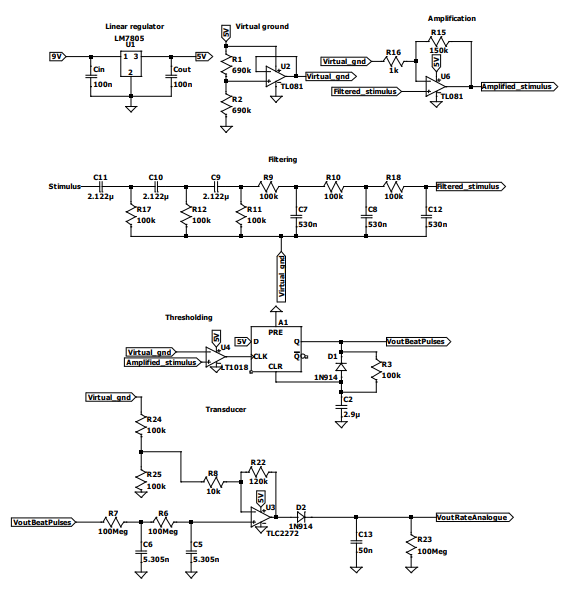 Linear regulator
LM7805
U1
9V
1 3
2
5V
Cin
100n
Cout
100n
Virtual ground
5V
R1
690k
R2
690k
U2
TL081
Virtual_gnd
Amplification
R15
150k
Virtual_gnd
R16
1k
5V
U6
TL081
Filtered_stimulus
Amplified_stimulus
Filtering
Stimulus
C11
2.122µ
C10
2.122µ
C9
2.122µ
R9
100k
R10
100k
R18
100k
Filtered_stimulus
R17
100k
R12
100k
R11
100k
C7
530n
C8
530n
C12
530n
Virtual_gnd
Thresholding
5V
U4
LT1018
Virtual_gnd
Amplified_stimulus
A1
PRE
5V
D
Q
CLK
Q
CLR
VoutBeatPulses
D1
1N914
R3
100k
C2
2.9µ
Transducer
Virtual_gnd
R24
100k
R25
100k
R8
10k
R22
120k
5V
U3
TLC2272
D2
1N914
VoutBeatPulses
R7
100Meg
R6
100Meg
C6
5.305n
C5
5.305n
C13
50n
R23
100Meg
VoutRateAnalogue